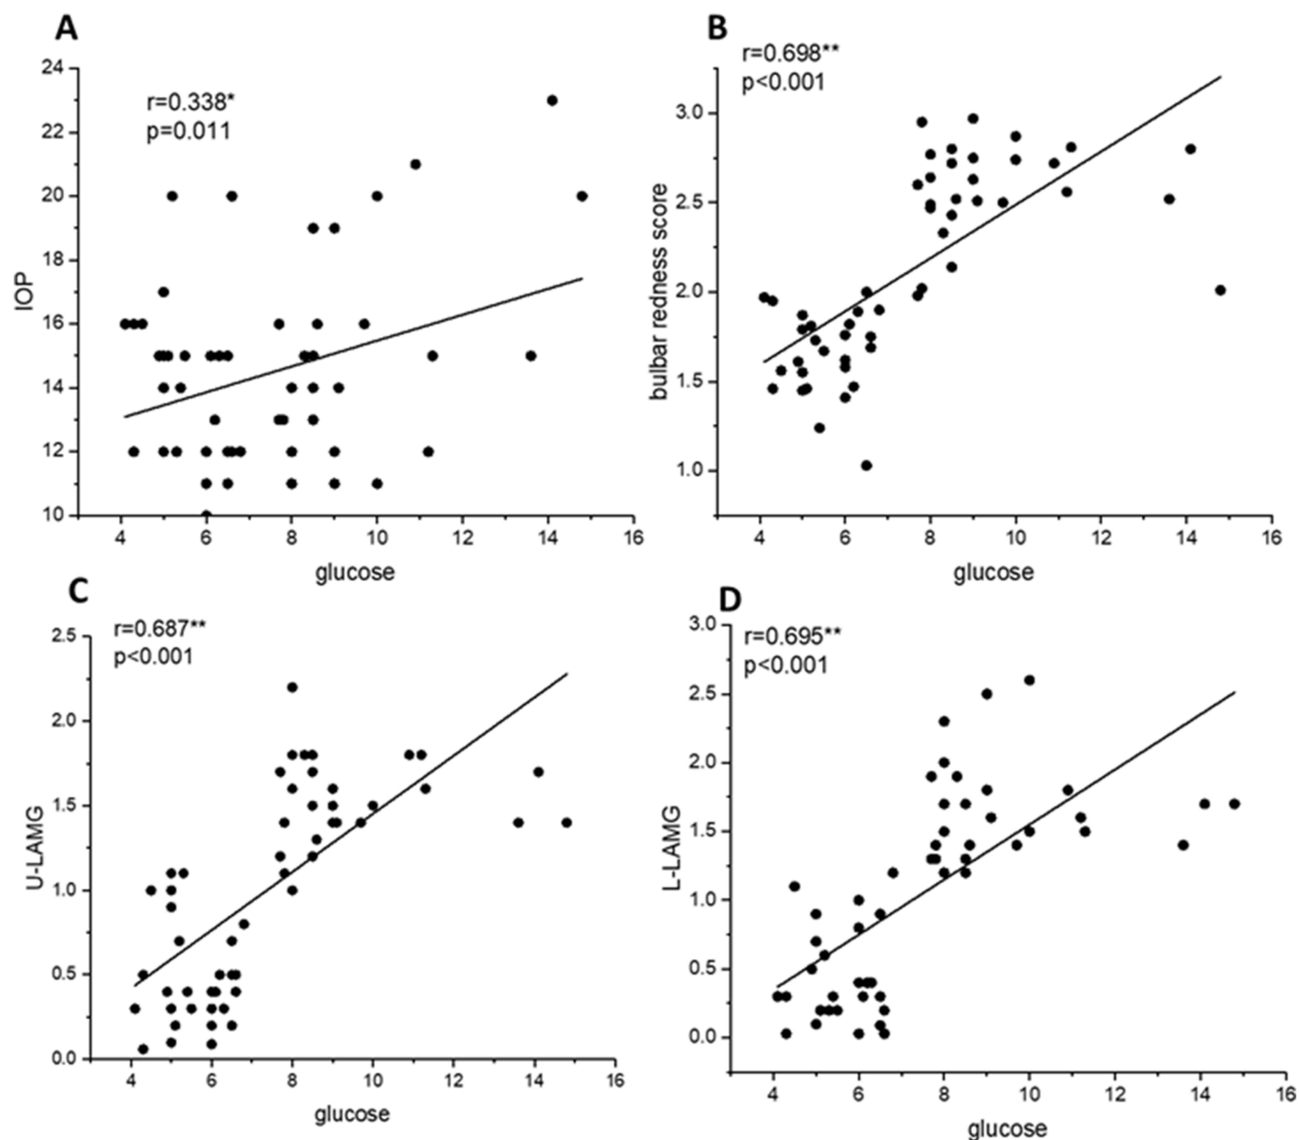 A
r=0.338*
p=0.011
24
22
20
18
16
14
12
10
IOP
4 6 8 10 12 14 16
glucose
B
r=0.698**
p<0.001
3.0
2.5
2.0
1.5
1.0
bulbar redness score
4 6 8 10 12 14 16
glucose
C
r=0.687**
p<0.001
2.5
2.0
1.5
1.0
0.5
0.0
U-LAMG
4 6 8 10 12 14 16
glucose
D
r=0.695**
p<0.001
3.0
2.5
2.0
1.5
1.0
0.5
0.0
L-LAMG
4 6 8 10 12 14 16
glucose